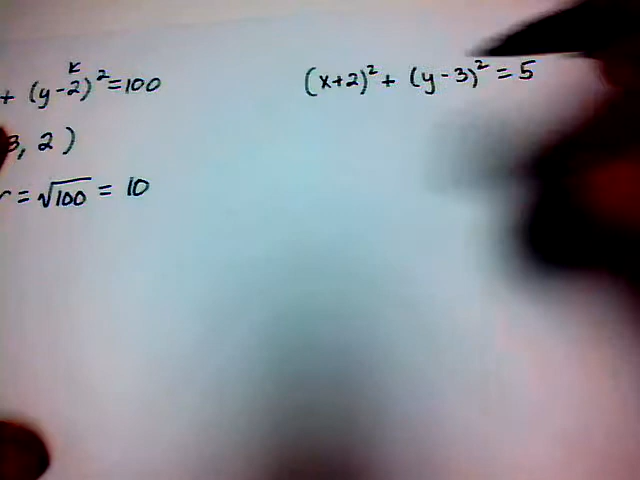 + (y-2)²=100
k
3, 2)
r = √100 = 10
(x+2)² + (y-3)² = 5